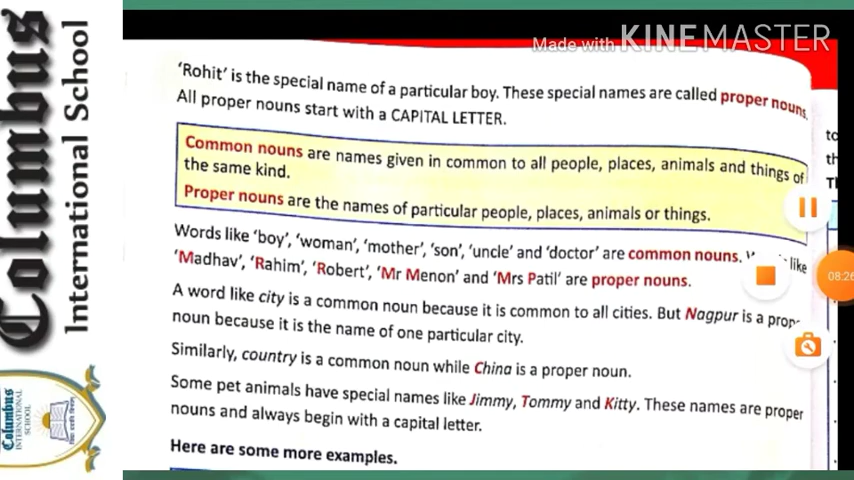 Columbus
International School
Made with KINEMASTER
'Rohit' is the special name of a particular boy. These special names are called proper nouns.
All proper nouns start with a CAPITAL LETTER.
Common nouns are names given in common to all people, places, animals and things of
the same kind.
Proper nouns are the names of particular people, places, animals or things.
Words like 'boy', 'woman', 'mother', 'son', 'uncle' and 'doctor' are common nouns. like
'Madhav', 'Rahim', 'Robert', 'Mr Menon' and 'Mrs Patil' are proper nouns.
A word like city is a common noun because it is common to all cities. But Nagpur is a
noun because it is the name of one particular city.
Similarly, country is a common noun while China is a proper noun.
Some pet animals have special names like Jimmy, Tommy and Kitty. These names are proper
nouns and always begin with a capital letter.
Here are some more examples.
08:26
Columbus
INTERNATIONAL
SCHOOL